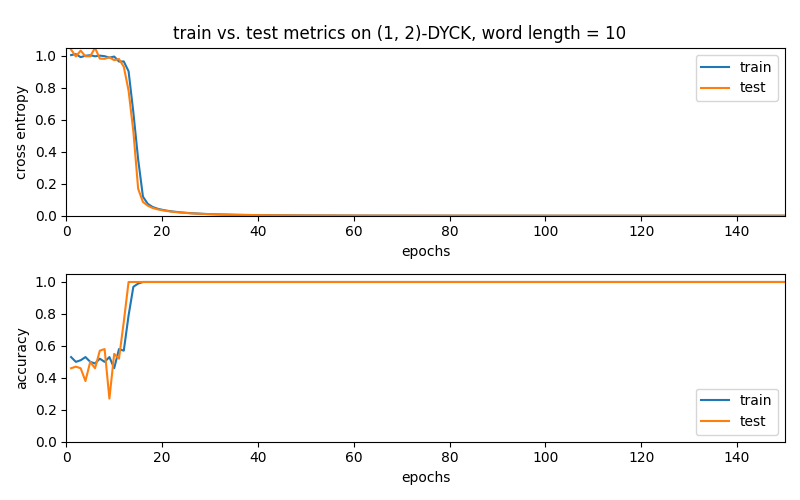 train vs. test metrics on (1, 2)-DYCK, word length = 10
1.0
0.8
0.6
0.4
0.2
0.0
cross entropy
train
test
0 20 40 60 80 100 120 140
epochs
1.0
0.8
0.6
0.4
0.2
0.0
accuracy
train
test
0 20 40 60 80 100 120 140
epochs